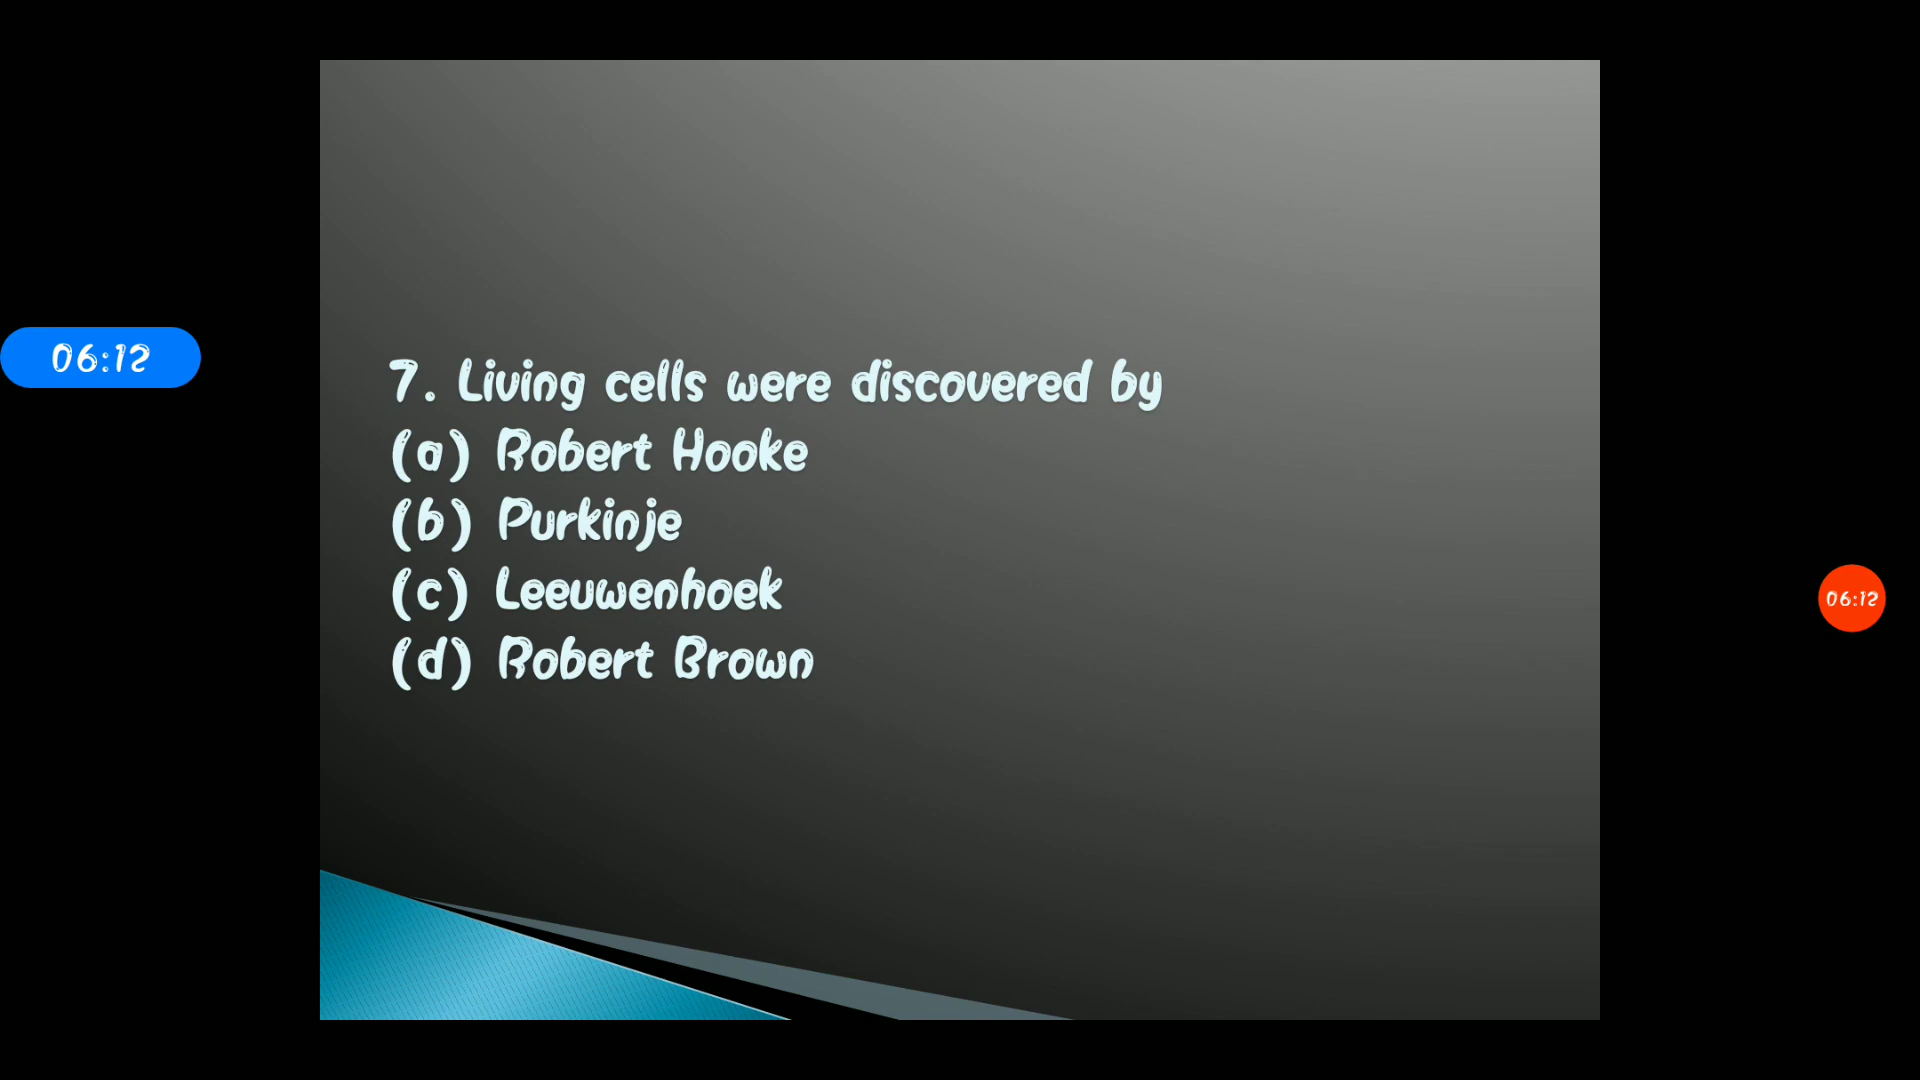 06:12
7. Living cells were discovered by
(a) Robert Hooke
(b) Purkinje
(c) Leeuwenhoek
(d) Robert Brown
06:12